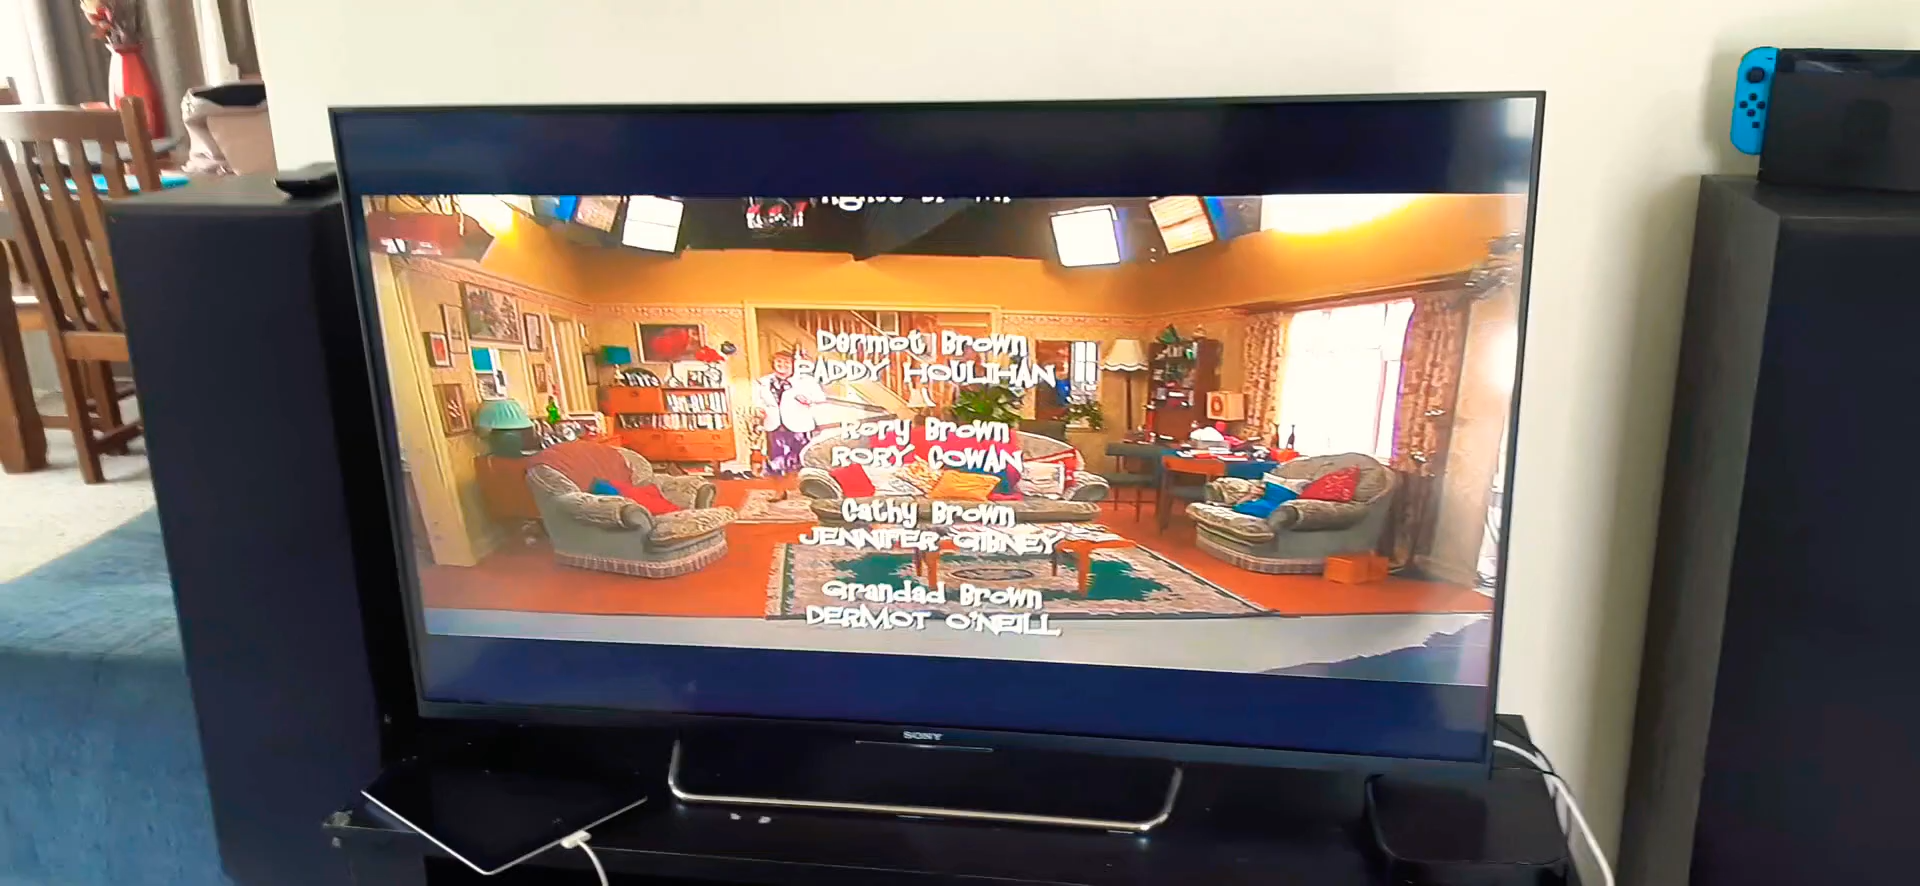 Dermot Brown
PADDY HOULIHAN
Rory Brown
RORY COWAN
Cathy Brown
JENNIFER GIBNEY
Grandad Brown
DERMOT O'NEILL
SONY